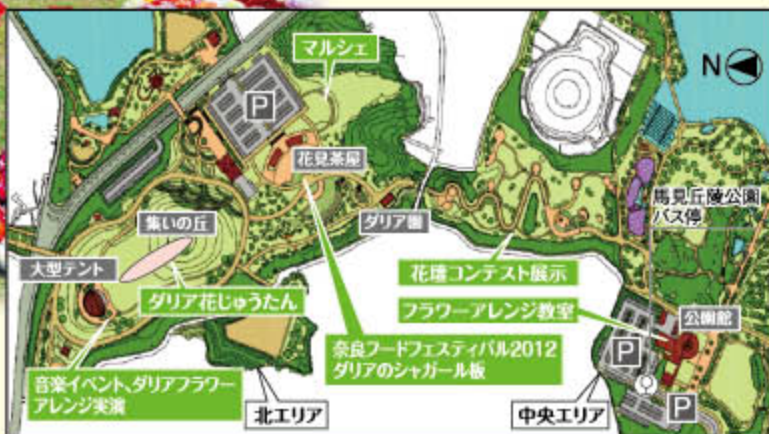 マルシェ
N
P
花見茶屋
馬見丘陵公園
バス停
集いの丘
ダリア園
大型テント
ダリア花じゅうたん
花壇コンテスト展示
フラワーアレンジ教室
公園館
P
奈良フードフェスティバル2012
ダリアのシャガール板
音楽イベント、ダリアフラワー
アレンジ実演
北エリア
中央エリア
P